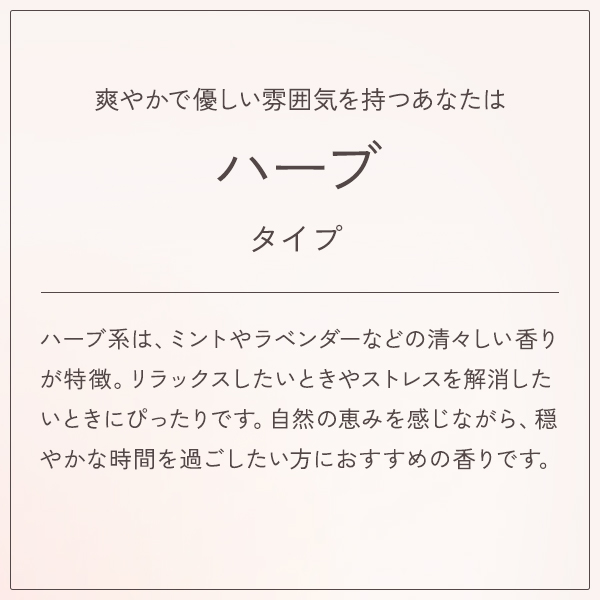 爽やかで優しい雰囲気を持つあなたは
ハーブ
タイプ
ハーブ系は、ミントやラベンダーなどの清々しい香り
が特徴。リラックスしたいときやストレスを解消した
いときにぴったりです。自然の恵みを感じながら、穏
やかな時間を過ごしたい方におすすめの香りです。